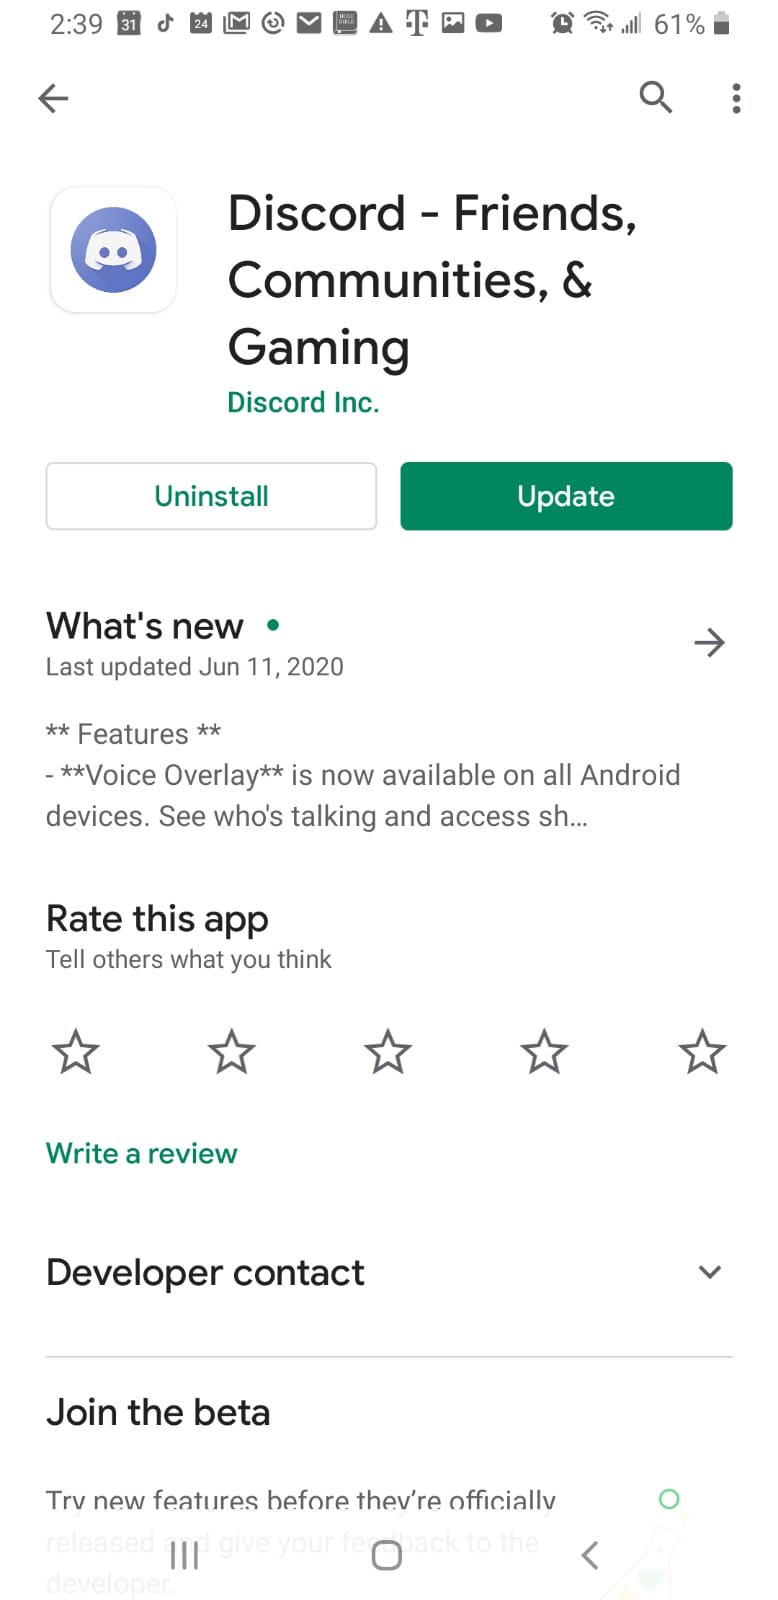 2:39 31 24 61%
Discord - Friends,
Communities, &
Gaming
Discord Inc.
Uninstall Update
What's new
Last updated Jun 11, 2020
** Features **
- **Voice Overlay** is now available on all Android
devices. See who's talking and access sh...
Rate this app
Tell others what you think
Write a review
Developer contact
Join the beta
Try new features before they’re officially
released and give your feedback to the
developer.